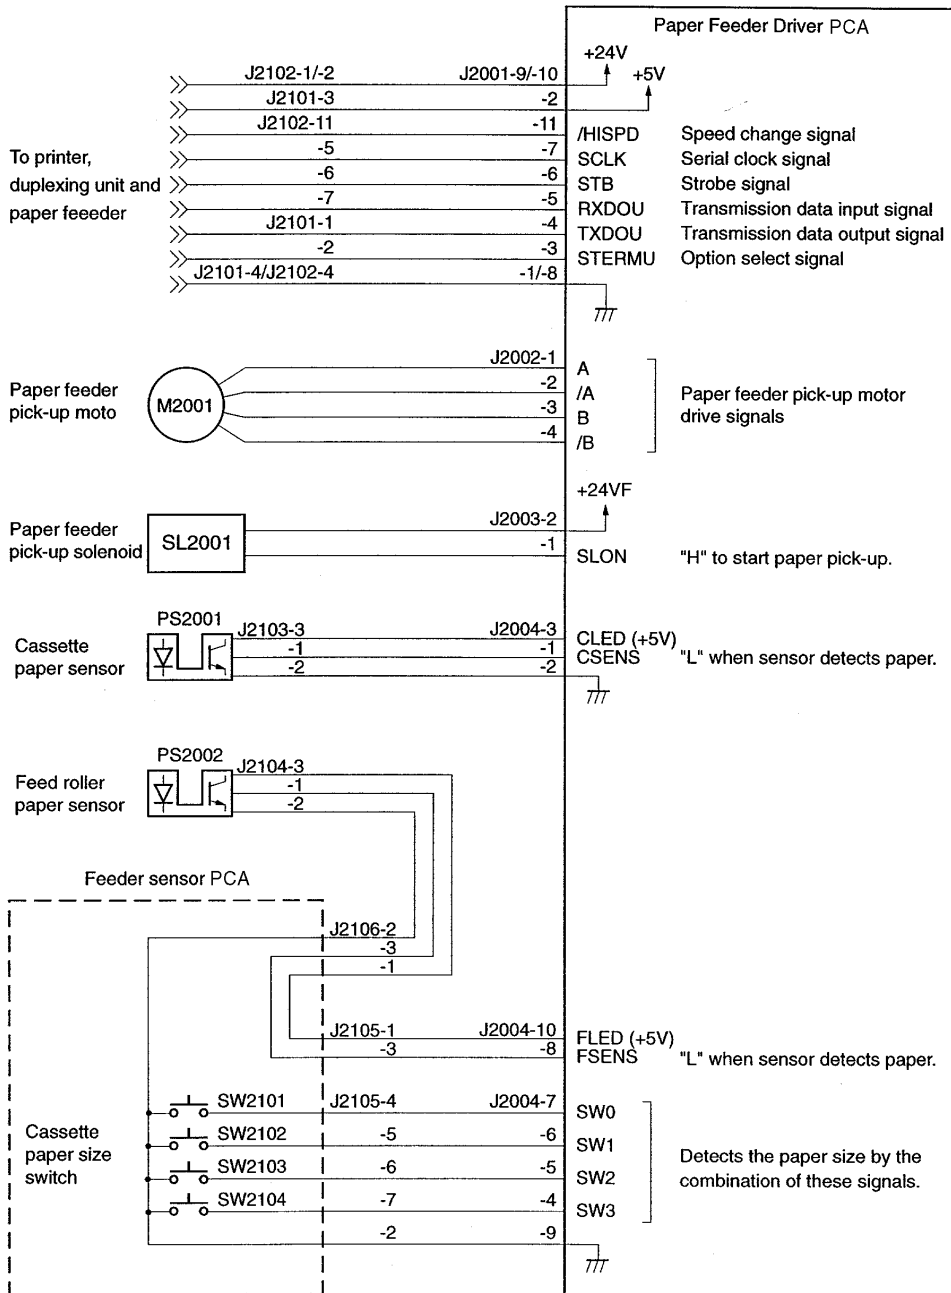 Paper Feeder Driver PCA
+24V
J2102-1/-2 J2001-9/-10 +5V
J2101-3 -2
J2102-11 -11 /HISPD Speed change signal
-5 -7 SCLK Serial clock signal
-6 -6 STB Strobe signal
-7 -5 RXDOU Transmission data input signal
J2101-1 -4 TXDOU Transmission data output signal
-2 -3 STERMU Option select signal
J2101-4/J2102-4 -1/-8
To printer,
duplexing unit and
paper feeeder
Paper feeder
pick-up moto
M2001
J2002-1 A
-2 /A
-3 B
-4 /B
Paper feeder pick-up motor
drive signals
+24VF
Paper feeder
pick-up solenoid
SL2001
J2003-2
-1 SLON "H" to start paper pick-up.
PS2001
Cassette
paper sensor
J2103-3 J2004-3 CLED (+5V)
-1 -1 CSENS "L" when sensor detects paper.
-2 -2
PS2002
Feed roller
paper sensor
J2104-3
-1
-2
Feeder sensor PCA
J2106-2
-3
-1
J2105-1 J2004-10 FLED (+5V)
-3 -8 FSENS "L" when sensor detects paper.
Cassette
paper size
switch
SW2101 J2105-4 J2004-7 SW0
SW2102 -5 -6 SW1
SW2103 -6 -5 SW2
SW2104 -7 -4 SW3
-2 -9
Detects the paper size by the
combination of these signals.